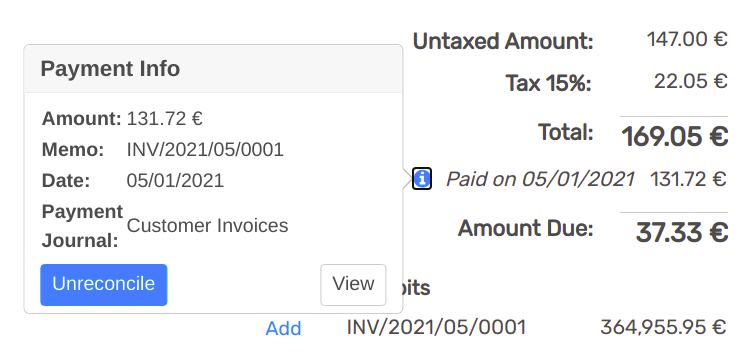 Untaxed Amount: 147.00 €
Payment Info
Tax 15%: 22.05 €
Amount: 131.72 €
Total: 169.05 €
Memo: INV/2021/05/0001
Date: 05/01/2021
Paid on 05/01/2021 131.72 €
Payment Journal: Customer Invoices
Amount Due: 37.33 €
Unreconcile View
Add INV/2021/05/0001 364,955.95 €